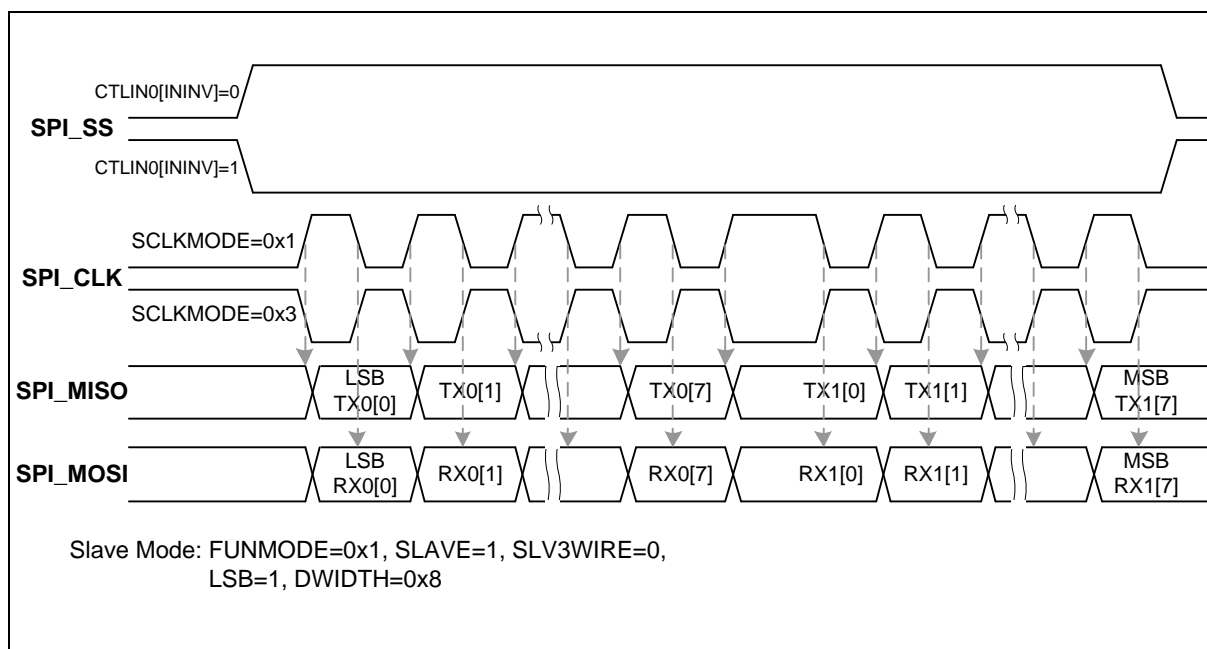 CTLIN0[ININV]=0
SPI_SS
CTLIN0[ININV]=1
SCLKMODE=0x1
SPI_CLK
SCLKMODE=0x3
SPI_MISO
LSB
TX0[0]
TX0[1]
TX0[7]
TX1[0]
TX1[1]
MSB
TX1[7]
SPI_MOSI
LSB
RX0[0]
RX0[1]
RX0[7]
RX1[0]
RX1[1]
MSB
RX1[7]
Slave Mode: FUNMODE=0x1, SLAVE=1, SLV3WIRE=0,
LSB=1, DWIDTH=0x8